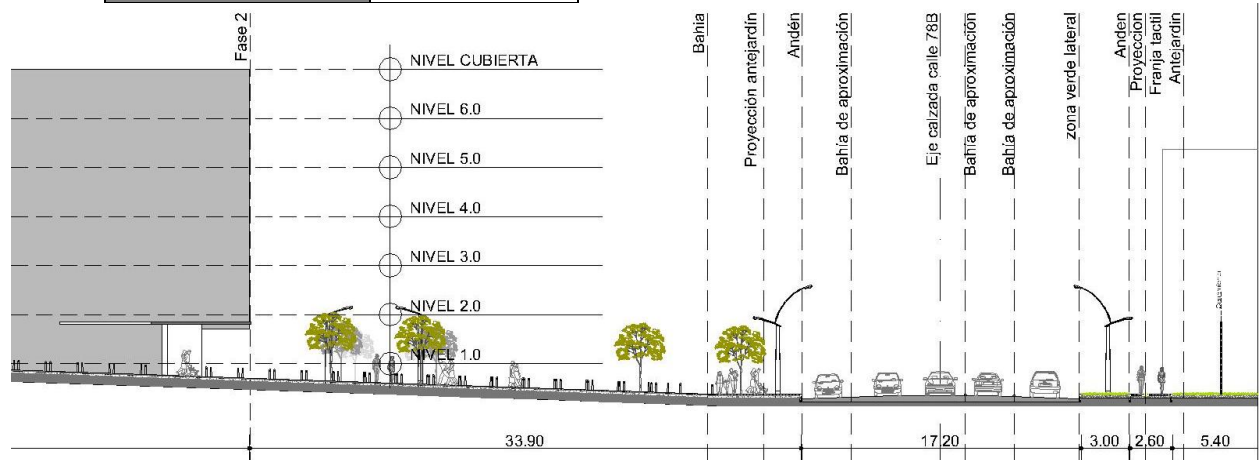 Fase 2
NIVEL CUBIERTA
NIVEL 6.0
NIVEL 5.0
NIVEL 4.0
NIVEL 3.0
NIVEL 2.0
NIVEL 1.0
Bahia
Proyección antejardín
Andén
Bahía de aproximación
Eje calzada calle 78B
Bahía de aproximación
Bahía de aproximación
zona verde lateral
Anden
Proyeccion
Franja tactil
Antejardin
33.90
17.20
3.00
2.60
5.40